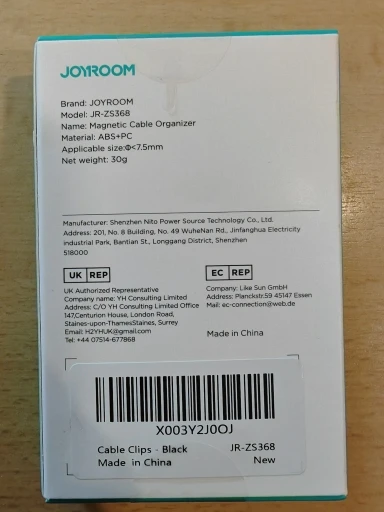 JOYROOM
Brand: JOYROOM
Model: JR-ZS368
Name: Magnetic Cable Organizer
Material: ABS+PC
Applicable size:Φ<7.5mm
Net weight: 30g
Manufacturer: Shenzhen Nito Power Source Technology Co., Ltd.
Address: 201, No. 8 Building, No. 49 WuheNan Rd., Jinfanghua Electricity
industrial Park, Bantian St., Longgang District, Shenzhen
518000
UK REP
UK Authorized Representative
Company name: YH Consulting Limited
Address: C/O YH Consulting Limited Office
147,Centurion House, London Road,
Staines-upon-ThamesStaines, Surrey
Email: H2YHUK@gmail.com
Tel: +44 07514-677868
EC REP
Company: Like Sun GmbH
Address: Planckstr.59 45147 Essen
Mail: ec-connection@web.de
Made in China
X003Y2J0OJ
Cable Clips - Black JR-ZS368
Made in China New